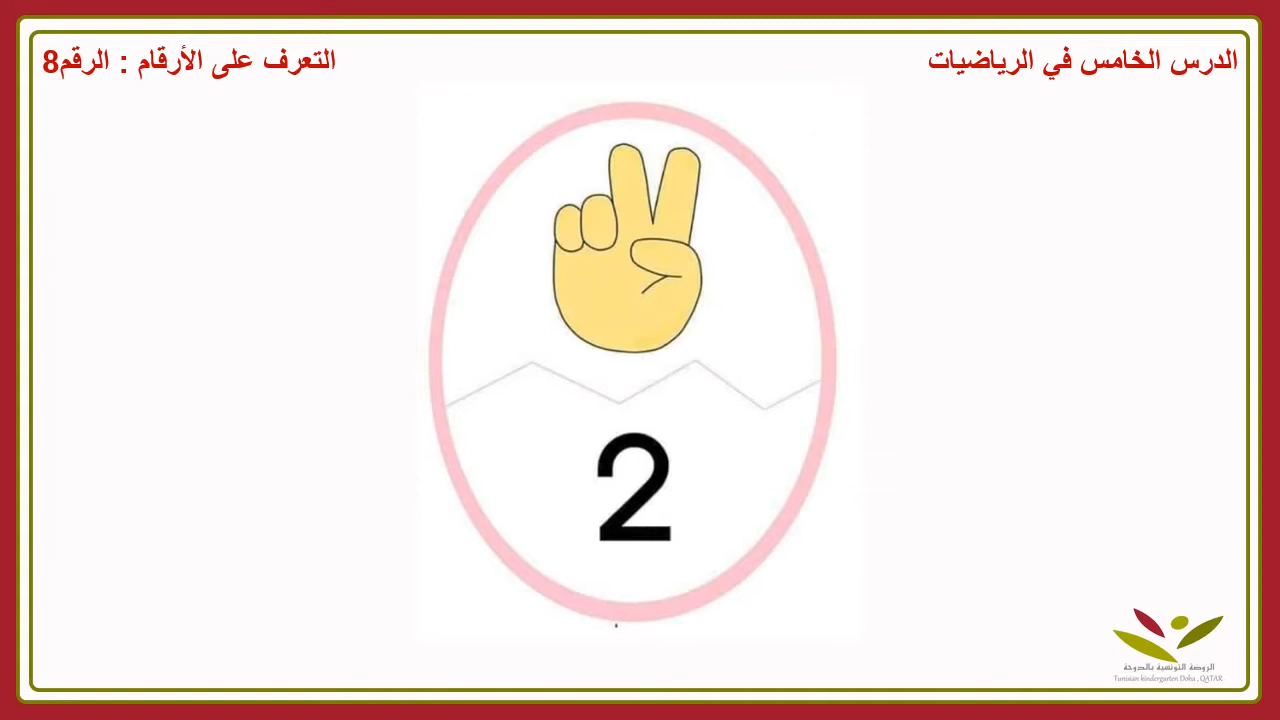 الدرس الخامس في الرياضيات
التعرف على الأرقام : الرقم8
2
الروضة التونسية بالدوحة
Tunisian kindergarten Doha , QATAR